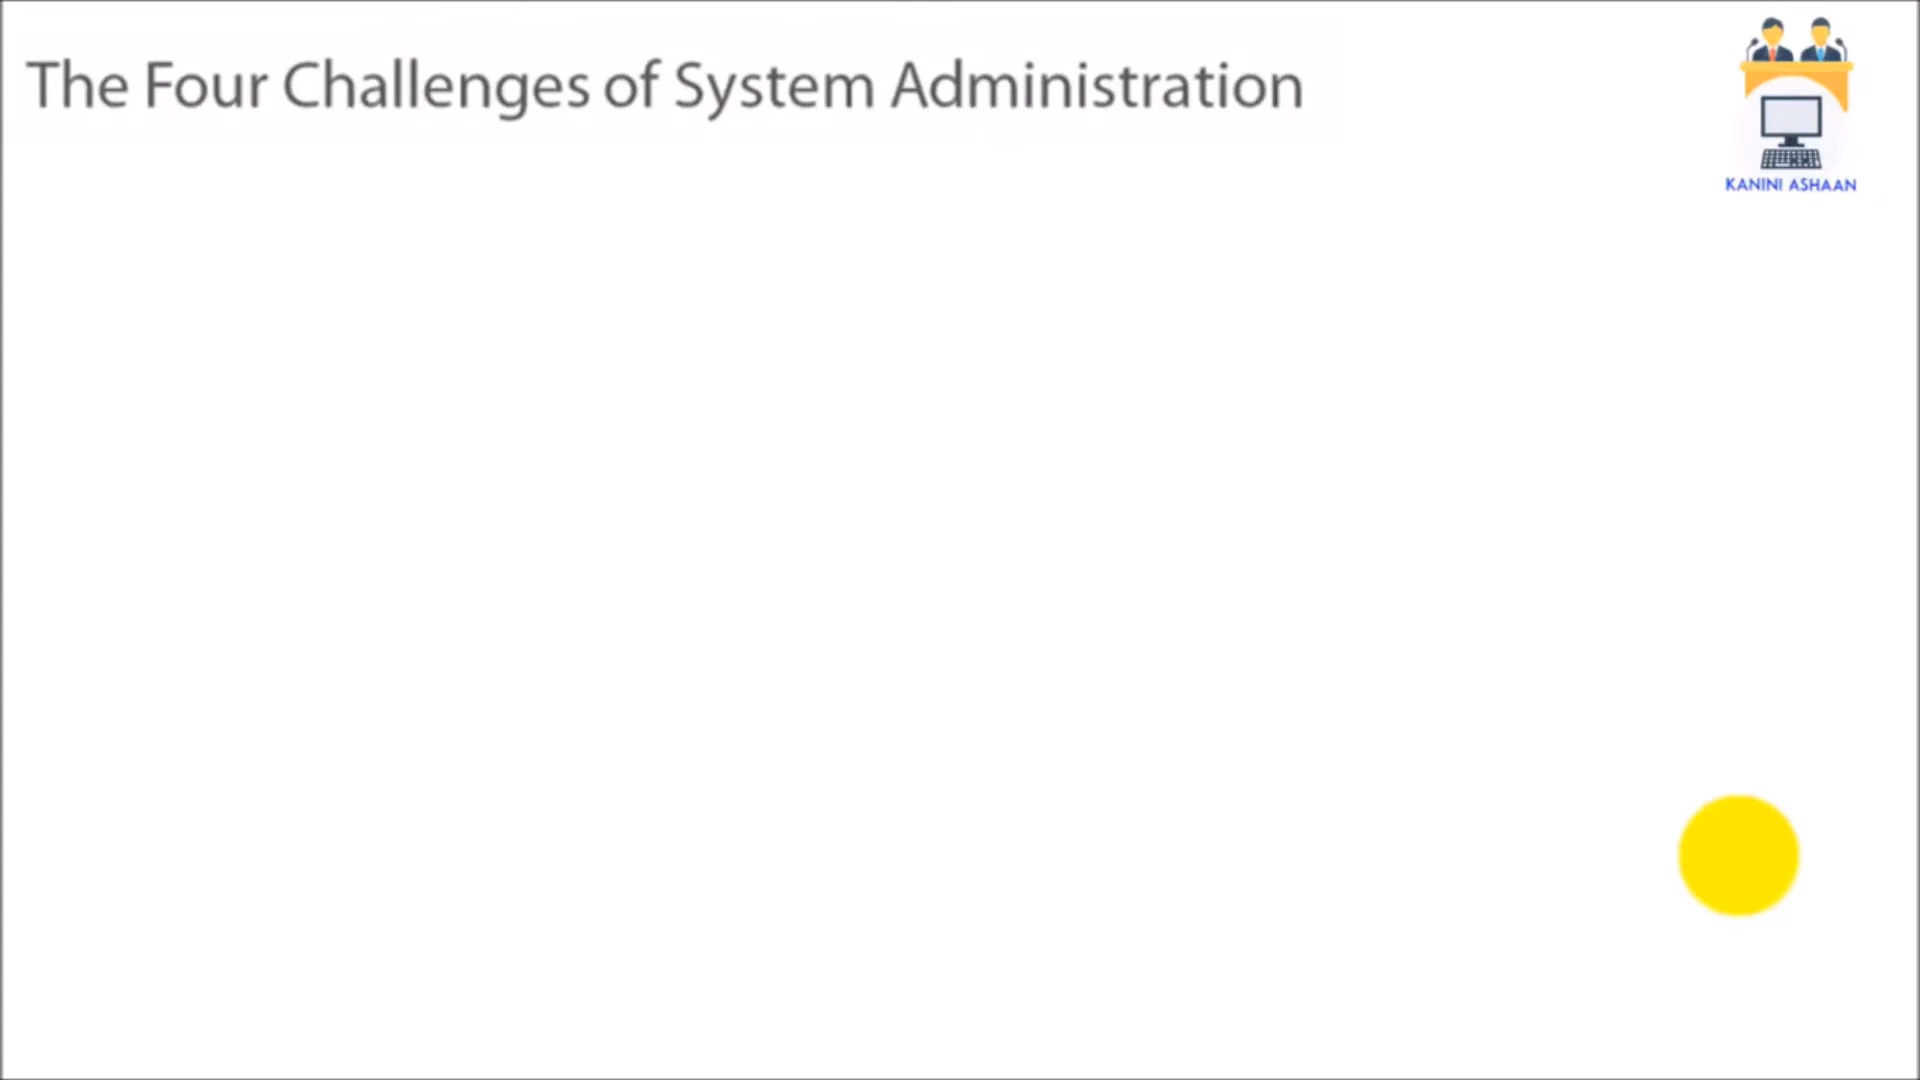 The Four Challenges of System Administration
KANINI ASHAAN